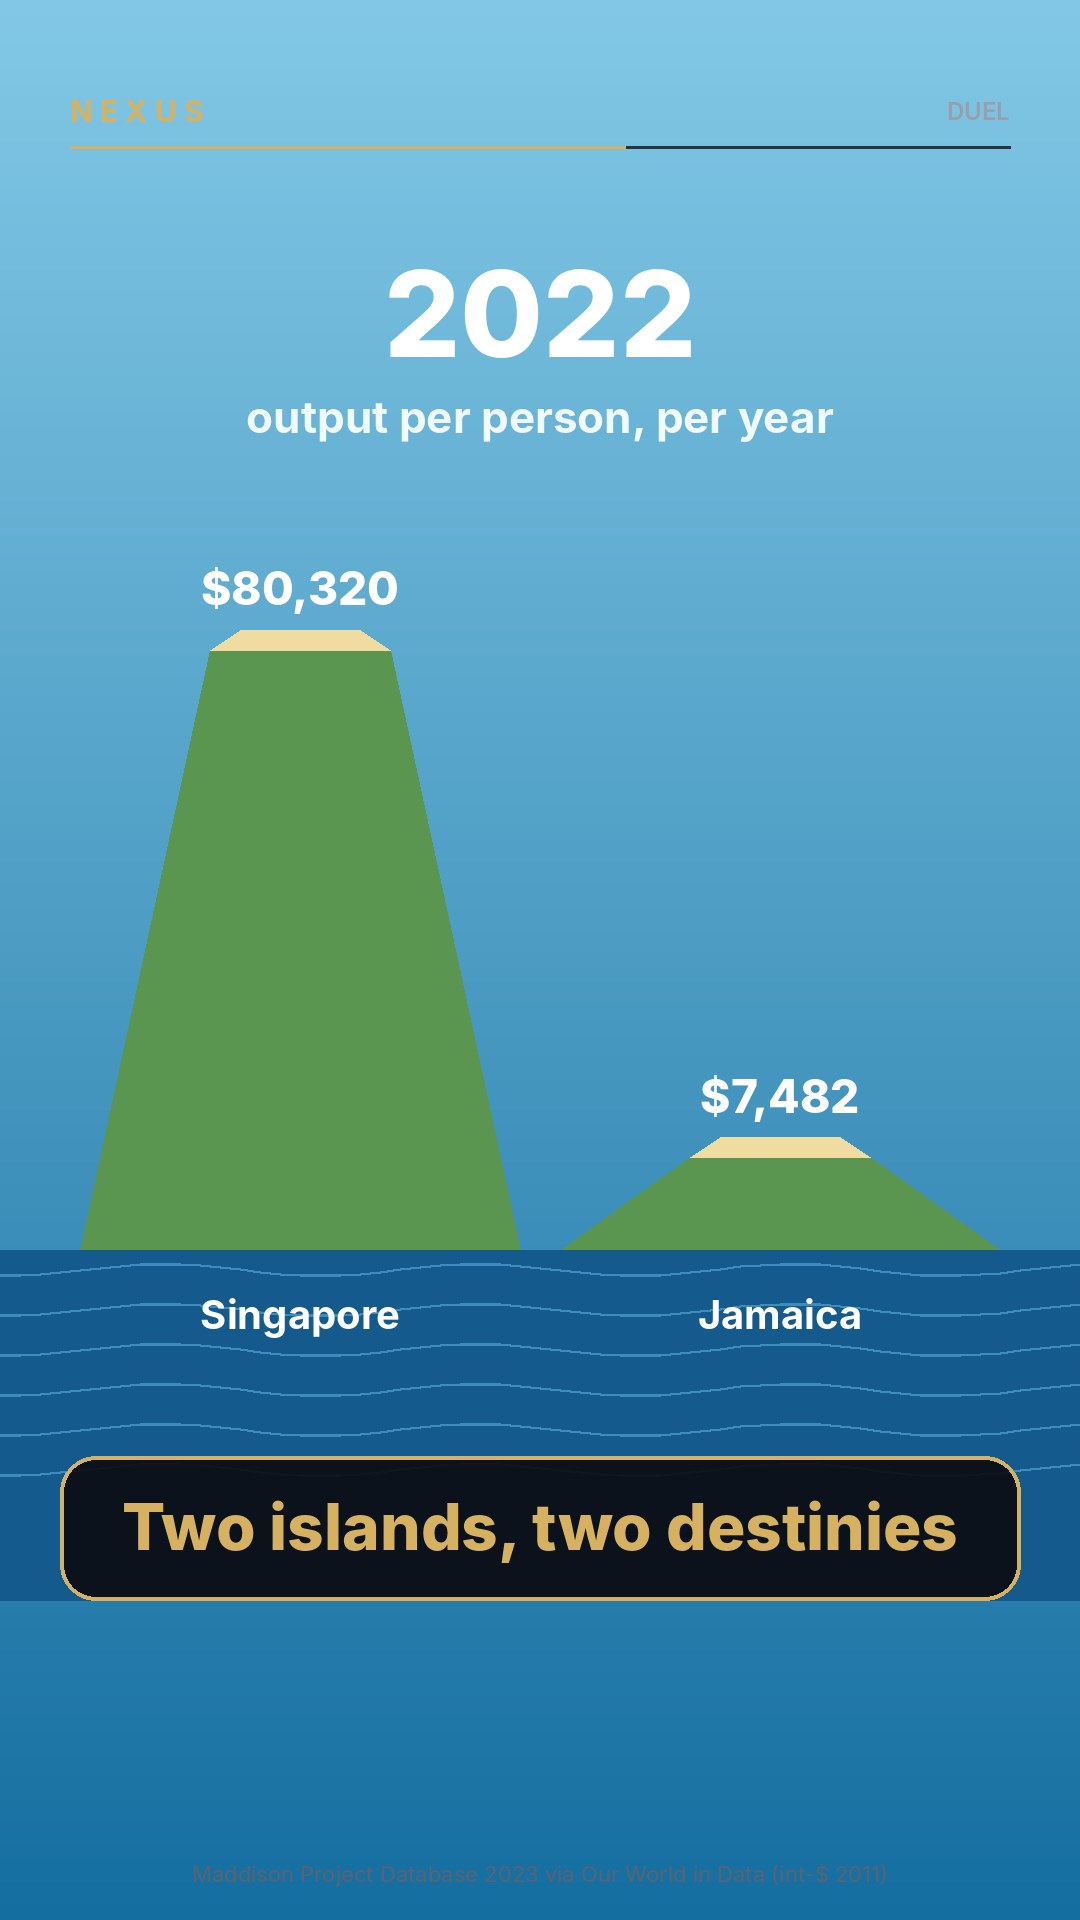 NEXUS
DUEL
2022
output per person, per year
$80,320
$7,482
Singapore
Jamaica
Two islands, two destinies
Maddison Project Database 2023 via Our World in Data (int-$ 2011)